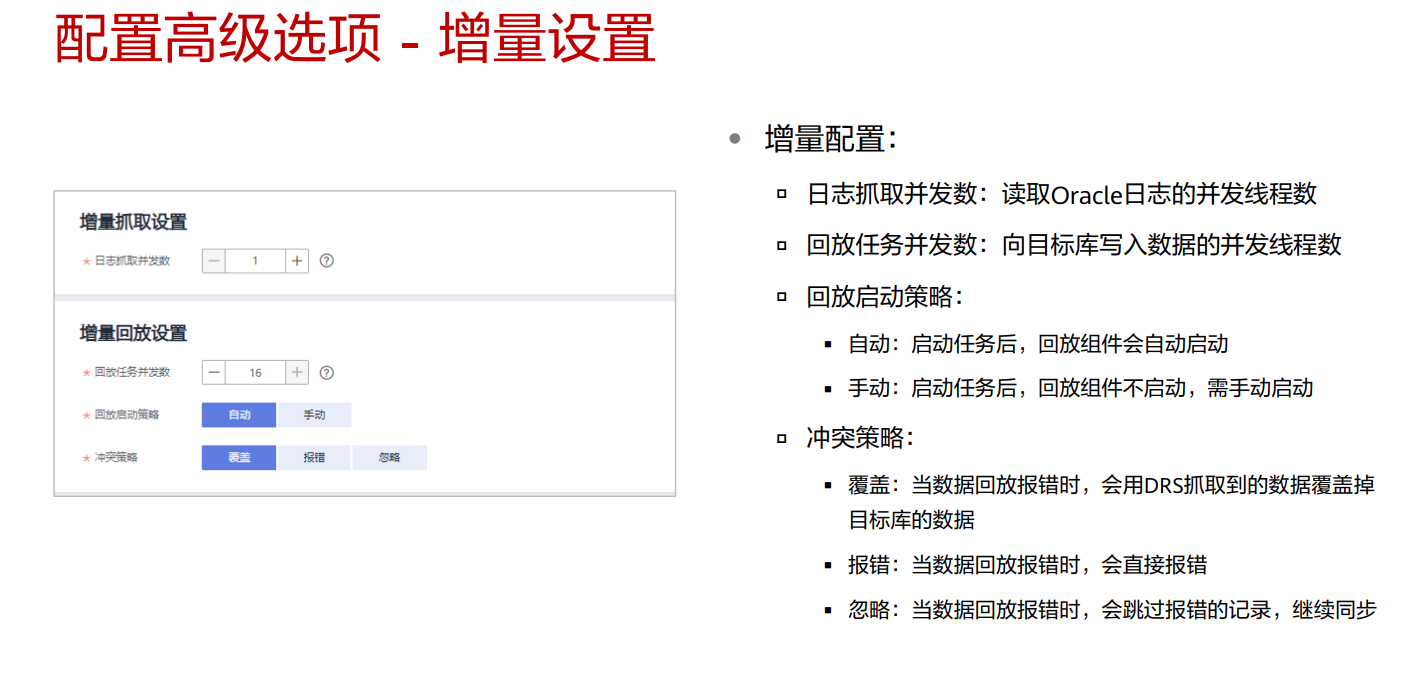 配置高级选项 - 增量设置
增量抓取设置
* 日志抓取并发数 − 1 + ?
增量回放设置
* 回放任务并发数 − 16 + ?
* 回放启动策略 自动 手动
* 冲突策略 覆盖 报错 忽略
• 增量配置：
▫ 日志抓取并发数：读取Oracle日志的并发线程数
▫ 回放任务并发数：向目标库写入数据的并发线程数
▫ 回放启动策略：
▪ 自动：启动任务后，回放组件会自动启动
▪ 手动：启动任务后，回放组件不启动，需手动启动
▫ 冲突策略：
▪ 覆盖：当数据回放报错时，会用DRS抓取到的数据覆盖掉
目标库的数据
▪ 报错：当数据回放报错时，会直接报错
▪ 忽略：当数据回放报错时，会跳过报错的记录，继续同步